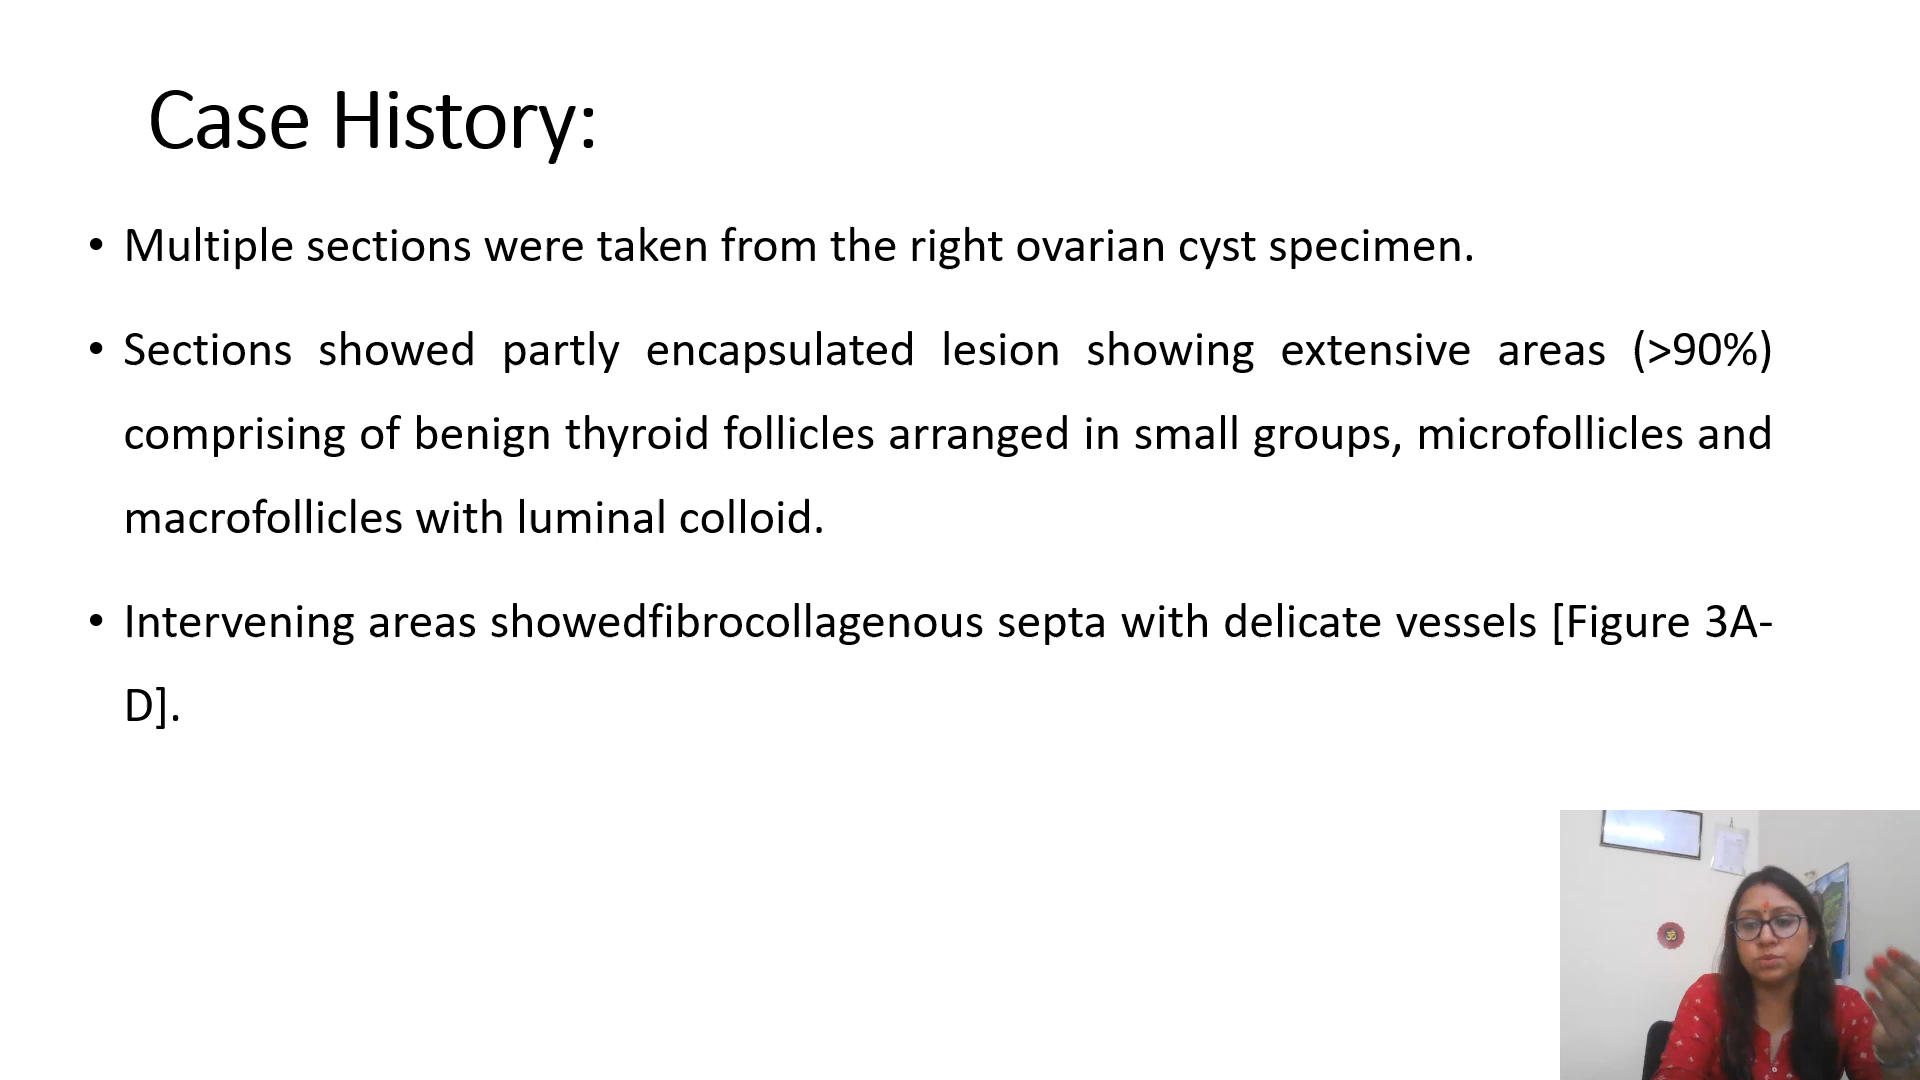 Case History:
• Multiple sections were taken from the right ovarian cyst specimen.
• Sections showed partly encapsulated lesion showing extensive areas (>90%)
comprising of benign thyroid follicles arranged in small groups, microfollicles and
macrofollicles with luminal colloid.
• Intervening areas showedfibrocollagenous septa with delicate vessels [Figure 3A-
D].
ॐ